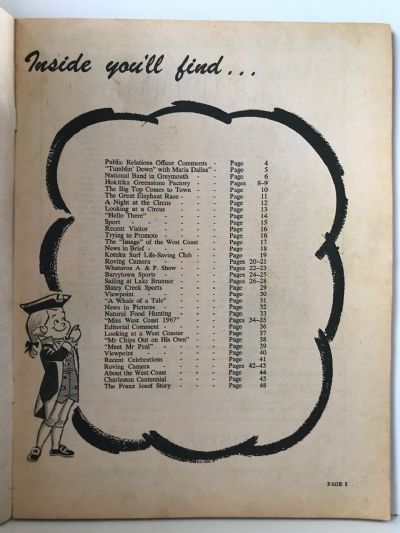 Inside you'll find...
Public Relations Officer Comments - Page 4
"Tumblin' Down" with Maria Dallas" - Page 5
National Band in Greymouth - - Page 6
Hokitika Greenstone Factory - - Pages 8-9
The Big Top Comes to Town - - Page 10
The Great Elephant Race - - - Page 11
A Night at the Circus - - - Page 12
Looking at a Circus - - - Page 13
"Hello There" - - - - Page 14
Sport - - - - - Page 15
Recent Visitor - - - - Page 16
Trying to Promote - - - - Page 16
The "Image" of the West Coast - - Page 17
News in Brief - - - - Page 18
Kotuku Surf Life-Saving Club - - Page 19
Roving Camera - - - - Pages 20-21
Whataroa A. & P. Show - - - Pages 22-23
Barrytown Sports - - - - Pages 24-25
Sailing at Lake Brunner - - - Pages 26-28
Slatey Creek Sports - - - Page 29
Viewpoint - - - - - Page 30
"A Whale of a Tale" - - - Page 31
News in Pictures - - - - Page 32
Natural Food Hunting - - - Page 33
"Miss West Coast 1967" - - - Pages 34-35
Editorial Comment - - - - Page 36
Looking at a West Coaster - - Page 37
"Mr Chips Out on His Own" - - Page 38
"Meet Mr Peal" - - - - Page 39
Viewpoint - - - - - Page 40
Recent Celebrations - - - Page 41
Roving Camera - - - - Pages 42-43
About the West Coast - - - Page 44
Charleston Centennial - - - Page 45
The Franz Josef Story - - - Page 48